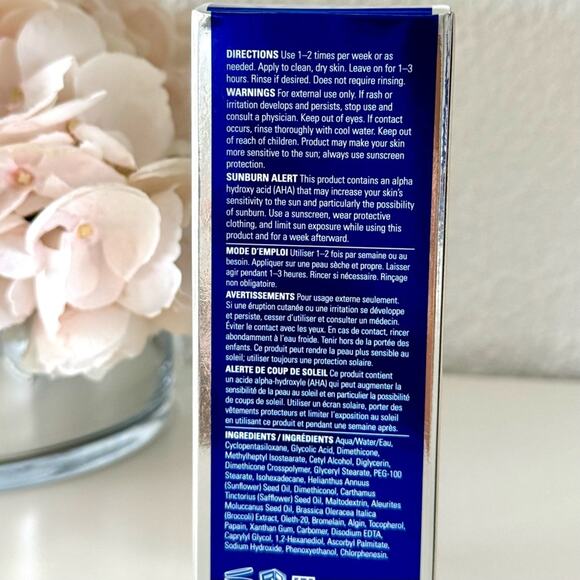 DIRECTIONS Use 1–2 times per week or as
needed. Apply to clean, dry skin. Leave on for 1–3
hours. Rinse if desired. Does not require rinsing.
WARNINGS For external use only. If rash or
irritation develops and persists, stop use and
consult a physician. Keep out of eyes. If contact
occurs, rinse thoroughly with cool water. Keep out
of reach of children. Product may make your skin
more sensitive to the sun; always use sunscreen
protection.
SUNBURN ALERT This product contains an alpha
hydroxy acid (AHA) that may increase your skin's
sensitivity to the sun and particularly the possibility
of sunburn. Use a sunscreen, wear protective
clothing, and limit sun exposure while using this
product and for a week afterward.
MODE D'EMPLOI Utiliser 1–2 fois par semaine ou au
besoin. Appliquer sur une peau sèche et propre. Laisser
agir pendant 1–3 heures. Rincer si nécessaire. Rinçage
non obligatoire.
AVERTISSEMENTS Pour usage externe seulement.
Si une éruption cutanée ou une irritation se développe
et persiste, cesser d'utiliser et consulter un médecin.
Éviter le contact avec les yeux. En cas de contact, rincer
abondamment à l'eau froide. Tenir hors de la portée des
enfants. Ce produit peut rendre la peau plus sensible au
soleil; utiliser toujours une protection solaire.
ALERTE DE COUP DE SOLEIL Ce produit contient
un acide alpha-hydroxyle (AHA) qui peut augmenter la
sensibilité de la peau au soleil et en particulier la possibilité
de coups de soleil. Utiliser un écran solaire, porter des
vêtements protecteurs et limiter l'exposition au soleil
en utilisant ce produit et pendant une semaine après.
INGREDIENTS / INGRÉDIENTS Aqua/Water/Eau,
Cyclopentasiloxane, Glycolic Acid, Dimethicone,
Methylheptyl Isostearate, Cetyl Alcohol, Diglycerin,
Dimethicone Crosspolymer, Glyceryl Stearate, PEG-100
Stearate, Isohexadecane, Helianthus Annuus
(Sunflower) Seed Oil, Dimethiconol, Carthamus
Tinctorius (Safflower) Seed Oil, Maltodextrin, Aleurites
Moluccanus Seed Oil, Brassica Oleracea Italica
(Broccoli) Extract, Oleth-20, Bromelain, Algin, Tocopherol,
Papain, Xanthan Gum, Carbomer, Disodium EDTA,
Caprylyl Glycol, 1,2-Hexanediol, Ascorbyl Palmitate,
Sodium Hydroxide, Phenoxyethanol, Chlorphenesin.